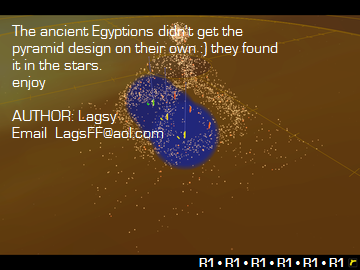 The ancient Egyptions didn't get the
pyramid design on their own :) they found
it in the stars.
enjoy
AUTHOR: Lagsy
Email LagsFF@aol.com
R1 • R1 • R1 • R1 • R1 • R1 r